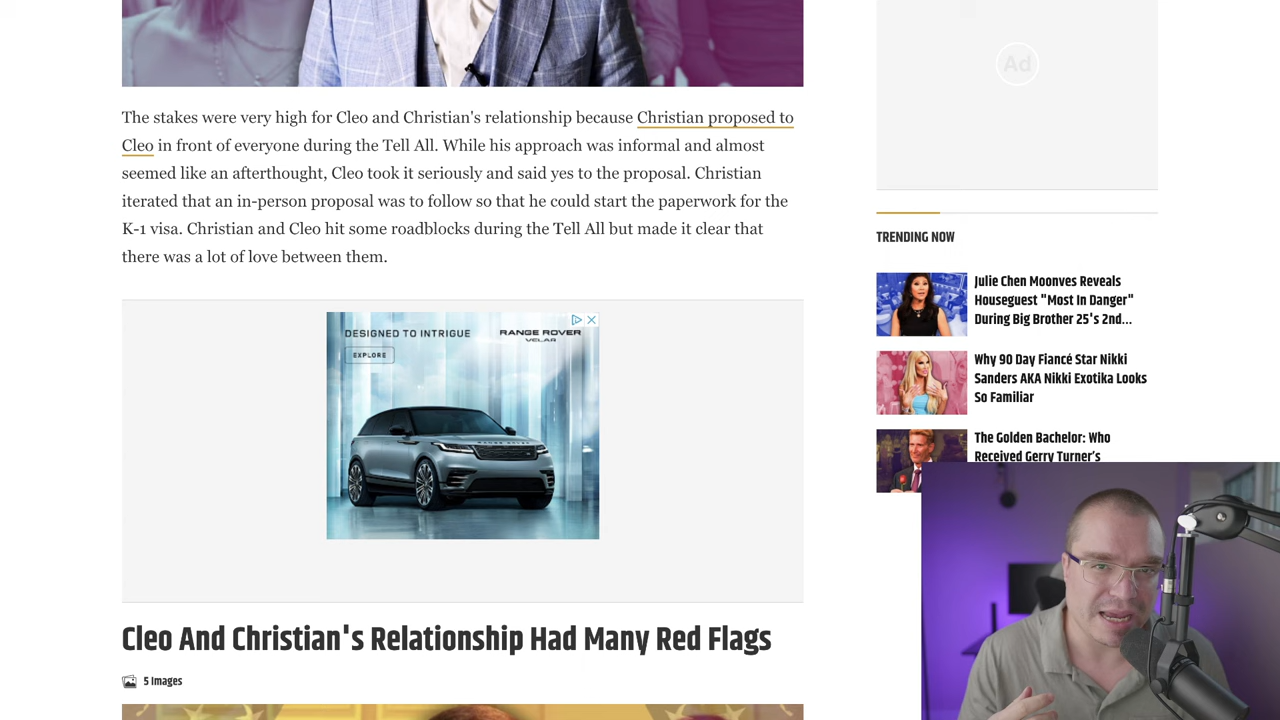 The stakes were very high for Cleo and Christian's relationship because Christian proposed to
Cleo in front of everyone during the Tell All. While his approach was informal and almost
seemed like an afterthought, Cleo took it seriously and said yes to the proposal. Christian
iterated that an in-person proposal was to follow so that he could start the paperwork for the
K-1 visa. Christian and Cleo hit some roadblocks during the Tell All but made it clear that
there was a lot of love between them.
DESIGNED TO INTRIGUE
RANGE ROVER
VELAR
EXPLORE
Cleo And Christian's Relationship Had Many Red Flags
5 Images
Ad
TRENDING NOW
Julie Chen Moonves Reveals
Houseguest "Most In Danger"
During Big Brother 25's 2nd...
Why 90 Day Fiancé Star Nikki
Sanders AKA Nikki Exotika Looks
So Familiar
The Golden Bachelor: Who
Received Gerry Turner's